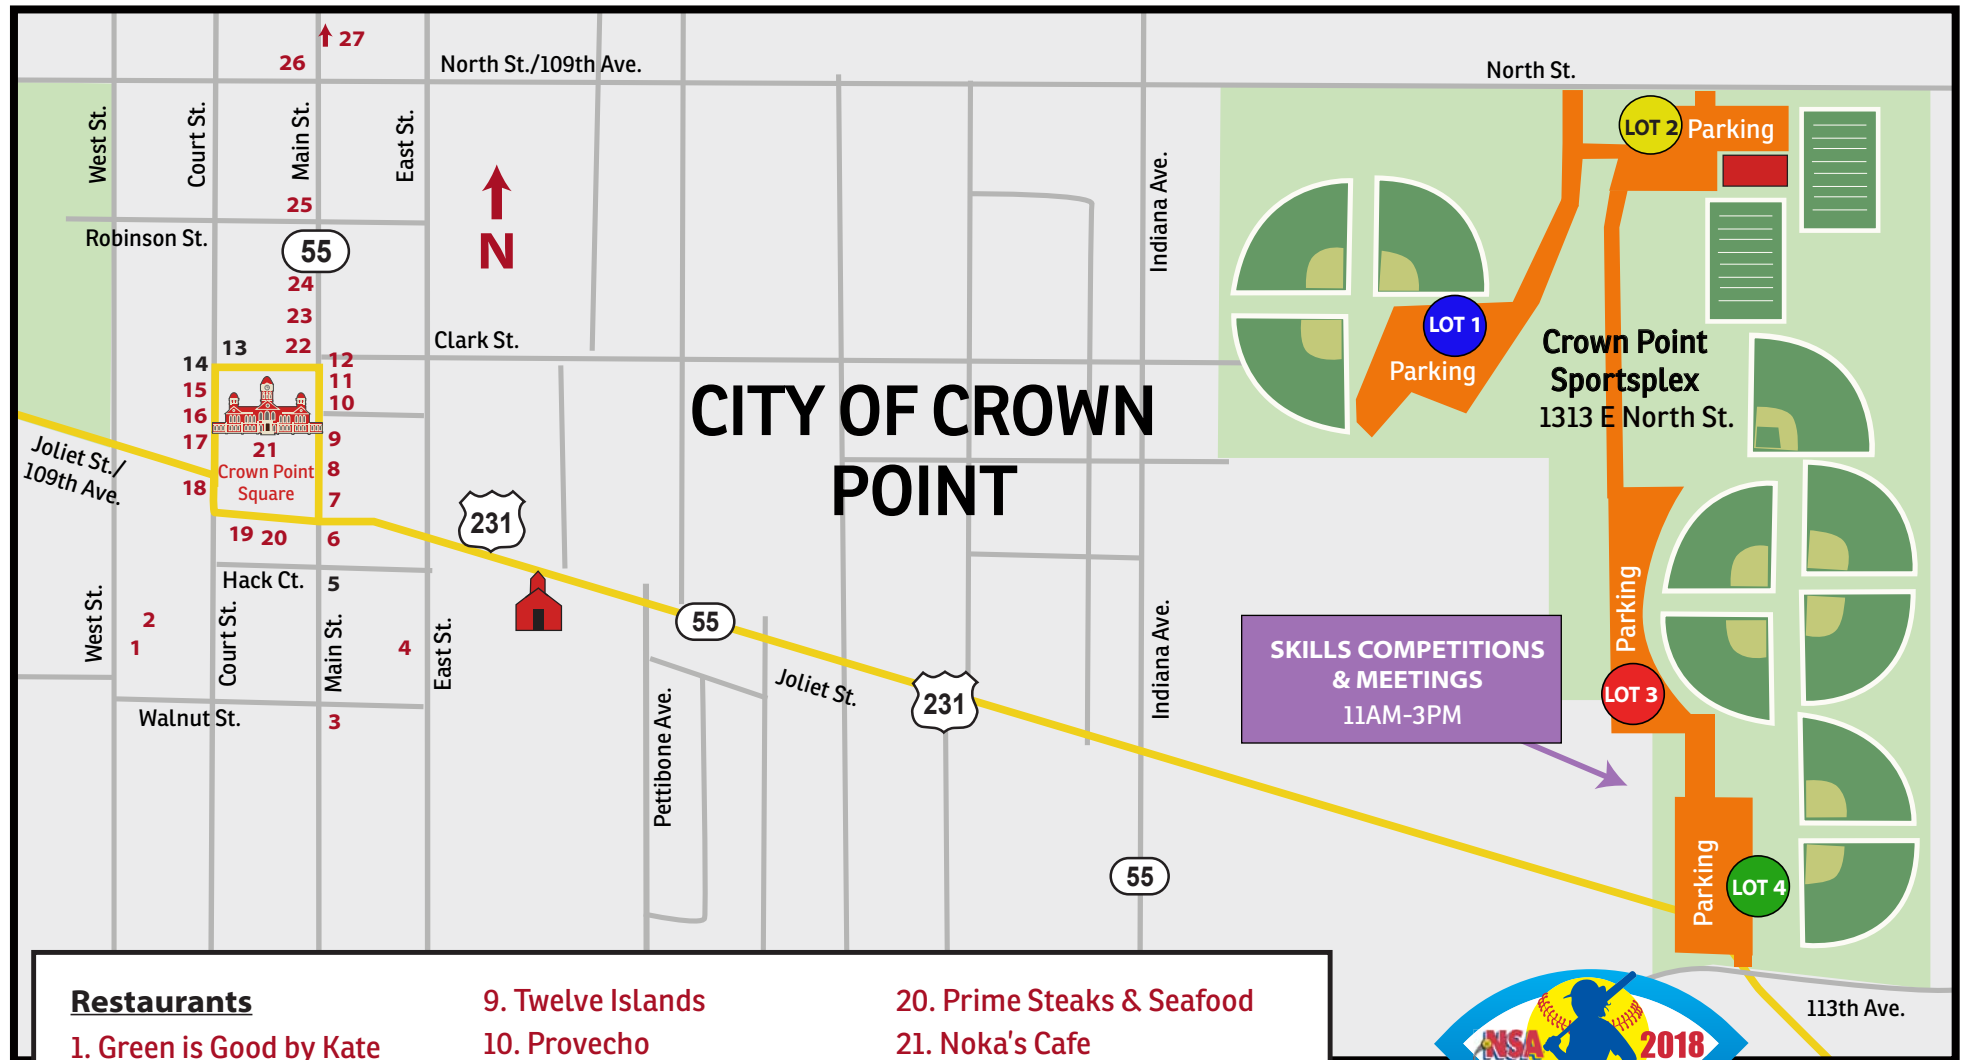 27
26
North St./109th Ave.
North St.
West St.
Court St.
Main St.
East St.
LOT 2
Parking
25
Robinson St.
55
N
Indiana Ave.
24
23
22
13
14
12
Clark St.
LOT 1
Parking
Crown Point
Sportsplex
1313 E North St.
15
11
16
10
17
9
21
Crown Point
Square
8
18
7
Joliet St./
109th Ave.
CITY OF CROWN
POINT
19
20
6
231
Hack Ct.
5
West St.
2
1
Court St.
Main St.
4
East St.
55
Joliet St.
231
Indiana Ave.
Parking
SKILLS COMPETITIONS
& MEETINGS
11AM-3PM
LOT 3
Walnut St.
3
Pettibone Ave.
55
Parking
LOT 4
113th Ave.
Restaurants
1. Green is Good by Kate
9. Twelve Islands
10. Provecho
20. Prime Steaks & Seafood
21. Noka's Cafe
NSA
2018